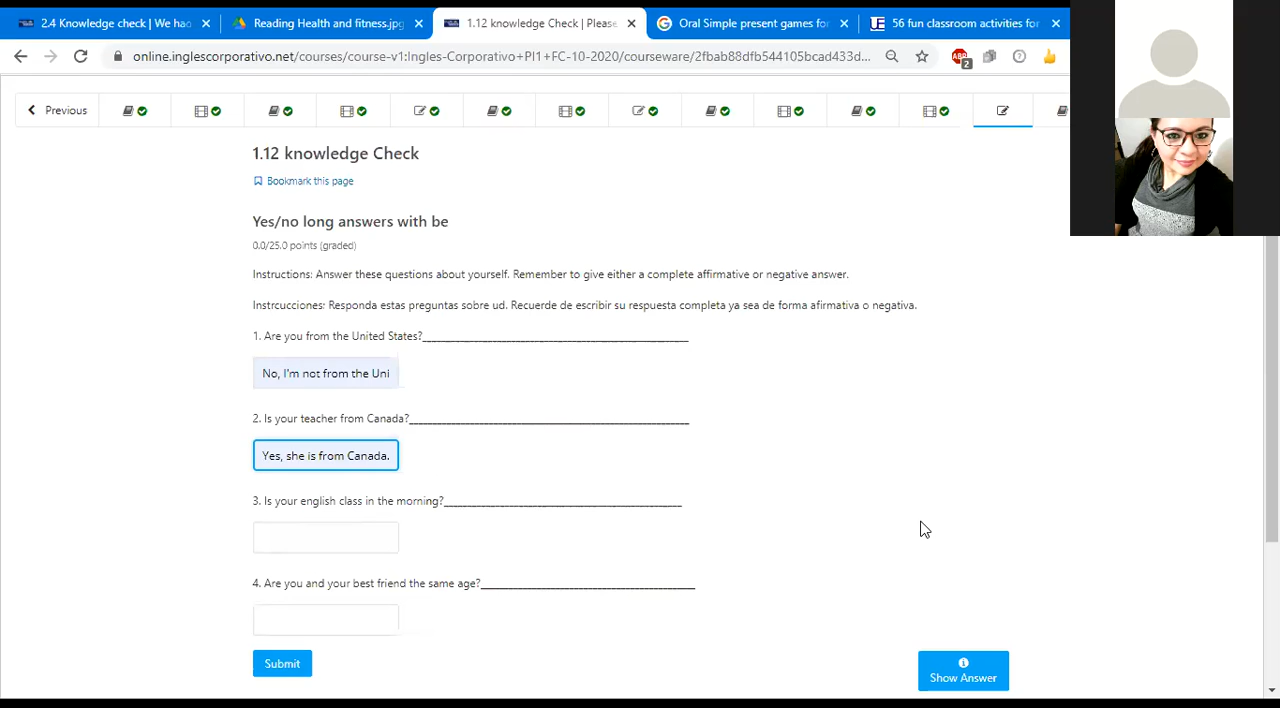 2.4 Knowledge check | We hao
Reading Health and fitness.jpg
1.12 knowledge Check | Please
Oral Simple present games for
56 fun classroom activities for
online.inglescorporativo.net/courses/course-v1:Ingles-Corporativo+PI1+FC-10-2020/courseware/2fbab88dfb544105bcad433d...
2
Previous
1.12 knowledge Check
Bookmark this page
Yes/no long answers with be
0.0/25.0 points (graded)
Instructions: Answer these questions about yourself. Remember to give either a complete affirmative or negative answer.
Instrcucciones: Responda estas preguntas sobre ud. Recuerde de escribir su respuesta completa ya sea de forma afirmativa o negativa.
1. Are you from the United States?
No, I'm not from the Uni
2. Is your teacher from Canada?
Yes, she is from Canada.
3. Is your english class in the morning?
4. Are you and your best friend the same age?
Submit
Show Answer